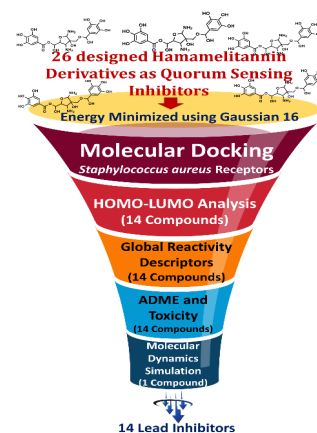 26 designed Hamamelitannin
Derivatives as Quorum Sensing
Inhibitors
Energy Minimized using Gaussian 16
Molecular Docking
Staphylococcus aureus Receptors
HOMO-LUMO Analysis
(14 Compounds)
Global Reactivity
Descriptors
(14 Compounds)
ADME and
Toxicity
(14 Compounds)
Molecular
Dynamics
Simulation
(1 Compound)
14 Lead Inhibitors